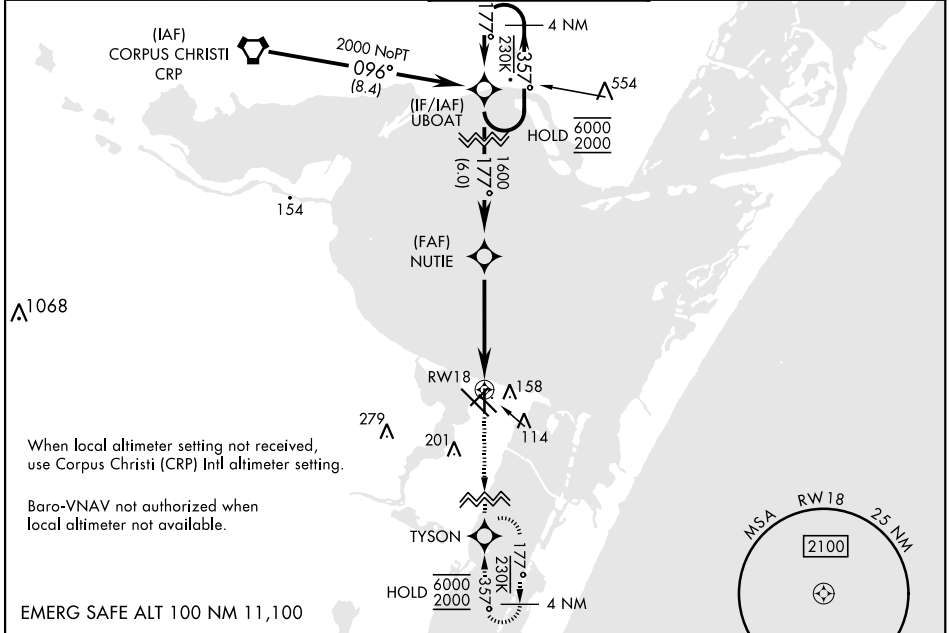 177°
4 NM
230K
357°
(IAF)
CORPUS CHRISTI
CRP
2000 NoPT
096°
(8.4)
554
(IF/IAF)
UBOAT
HOLD
6000
2000
1600
177°
(6.0)
154
(FAF)
NUTIE
1068
RW18
158
114
279
201
When local altimeter setting not received,
use Corpus Christi (CRP) Intl altimeter setting.
Baro-VNAV not authorized when
local altimeter not available.
TYSON
177°
230K
357°
HOLD
6000
2000
4 NM
MSA RW 18 25 NM
2100
EMERG SAFE ALT 100 NM 11,100